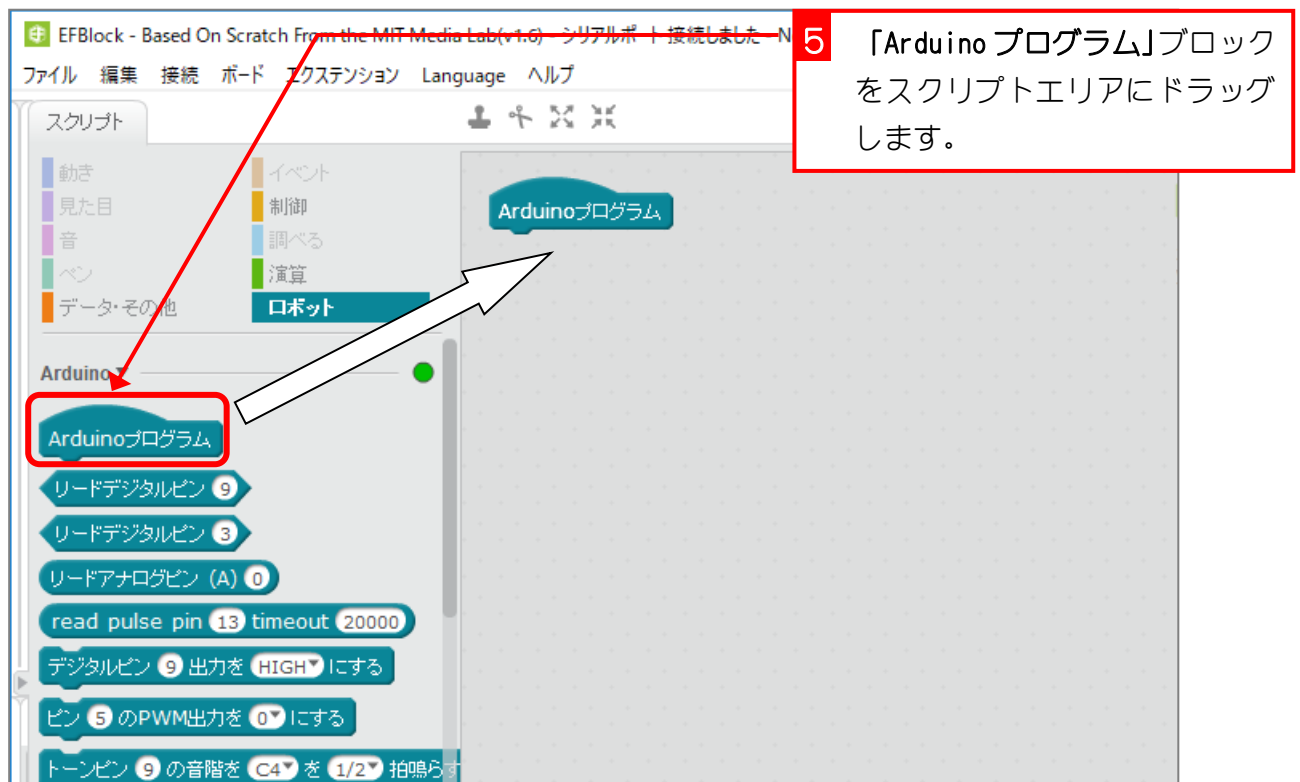 EFBlock - Based On Scratch From the MIT Media Lab(v1.6) - シリアルポート 接続しました - N
5 「Arduinoプログラム」ブロック
をスクリプトエリアにドラッグ
します。
ファイル 編集 接続 ボード エクステンション Language ヘルプ
スクリプト
動き イベント
見た目 制御
音 調べる
ペン 演算
データ・その他 ロボット
Arduinoプログラム
Arduino
Arduinoプログラム
リードデジタルピン 9
リードデジタルピン 3
リードアナログピン (A) 0
read pulse pin 13 timeout 20000
デジタルピン 9 出力を HIGH にする
ピン 5 のPWM出力を 0 にする
トーンピン 9 の音階を C4 を 1/2 拍鳴らす